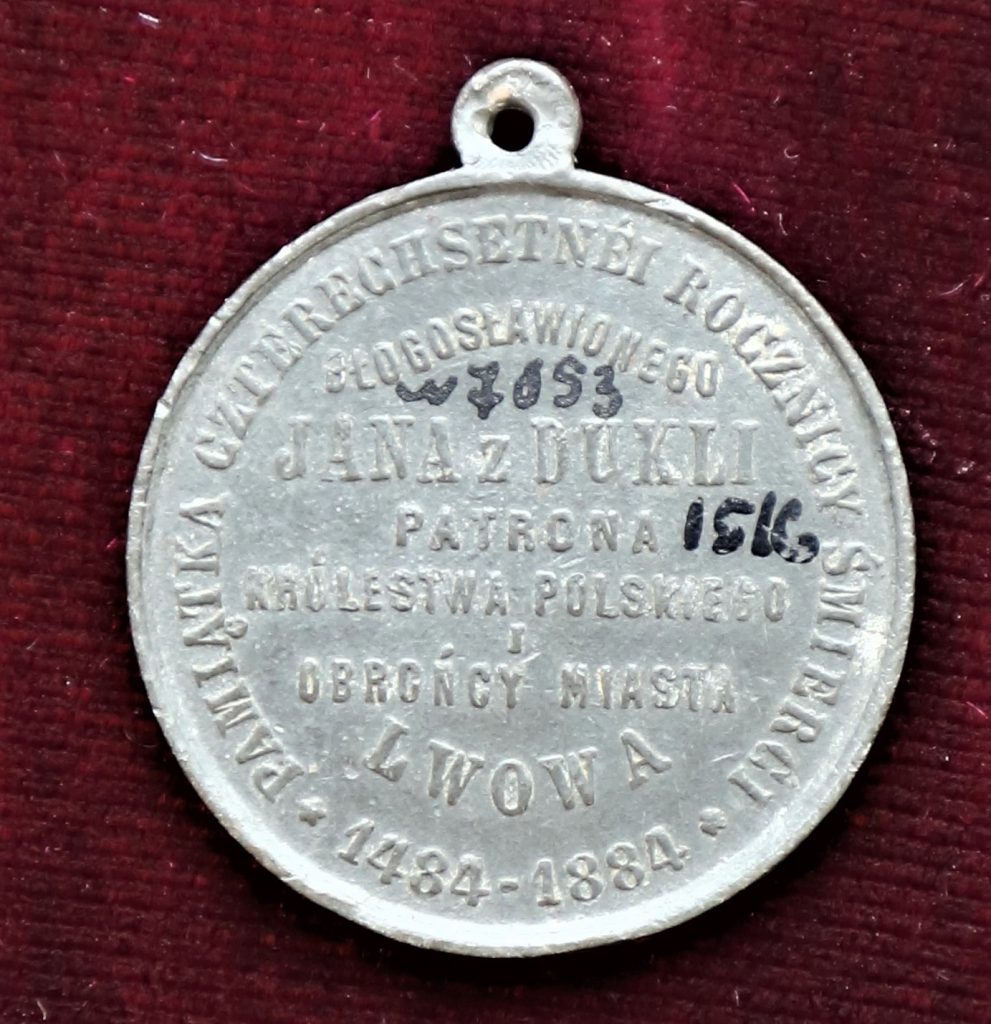 PAMIĄTKA CZTERECHSETNÉJ ROCZNICY ŚMIERCI
BŁOGOSŁAWIONEGO
JANA z DUKLI
PATRONA
1516
KRÓLESTWA POLSKIEGO
I
OBROŃCY MIASTA
LWOWA
* 1484-1884 *